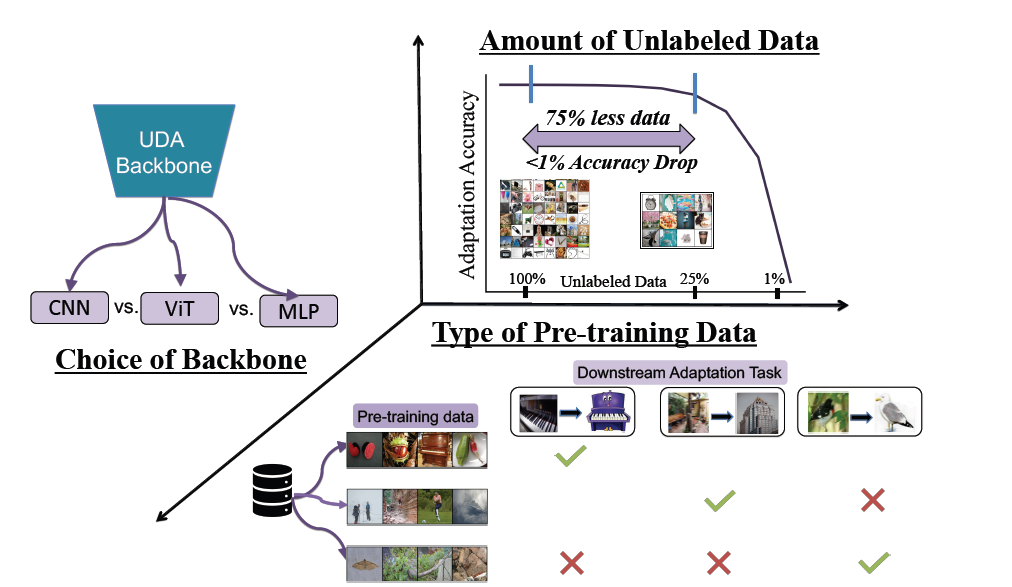 Amount of Unlabeled Data
UDA
Backbone
Adaptation Accuracy
75% less data
<1% Accuracy Drop
100%
Unlabeled Data
25%
1%
CNN
vs.
ViT
vs.
MLP
Choice of Backbone
Type of Pre-training Data
Downstream Adaptation Task
Pre-training data